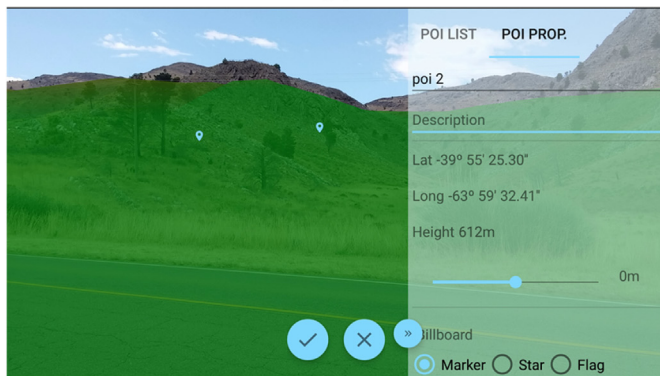 POI LIST POI PROP.
poi 2
Description
Lat -39º 55' 25.30"
Long -63º 59' 32.41"
Height 612m
0m
Billboard
Marker Star Flag